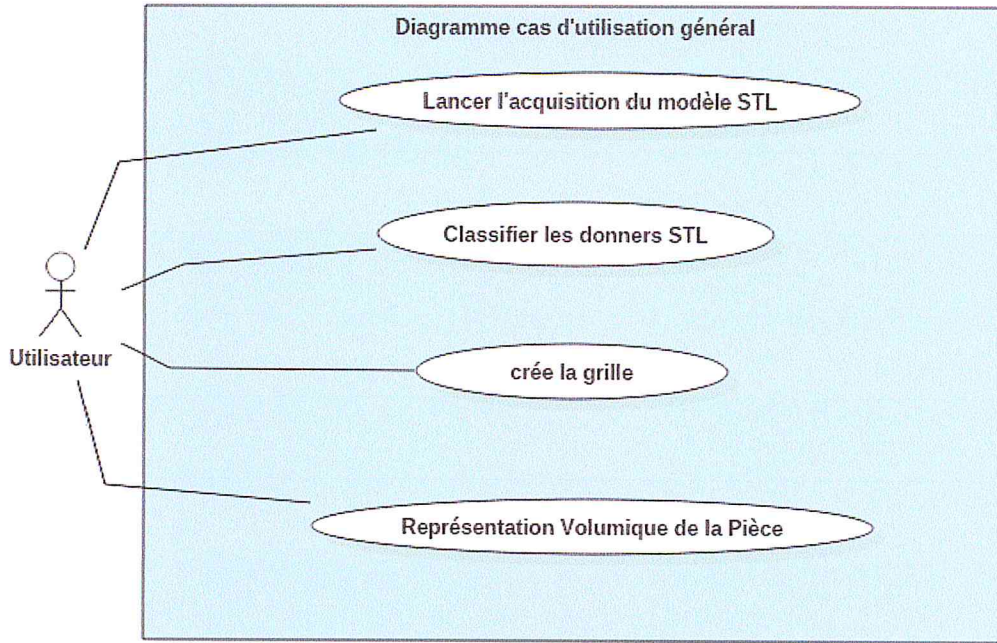 Diagramme cas d'utilisation général
Lancer l'acquisition du modèle STL
Classifier les donners STL
Utilisateur
crée la grille
Représentation Volumique de la Pièce